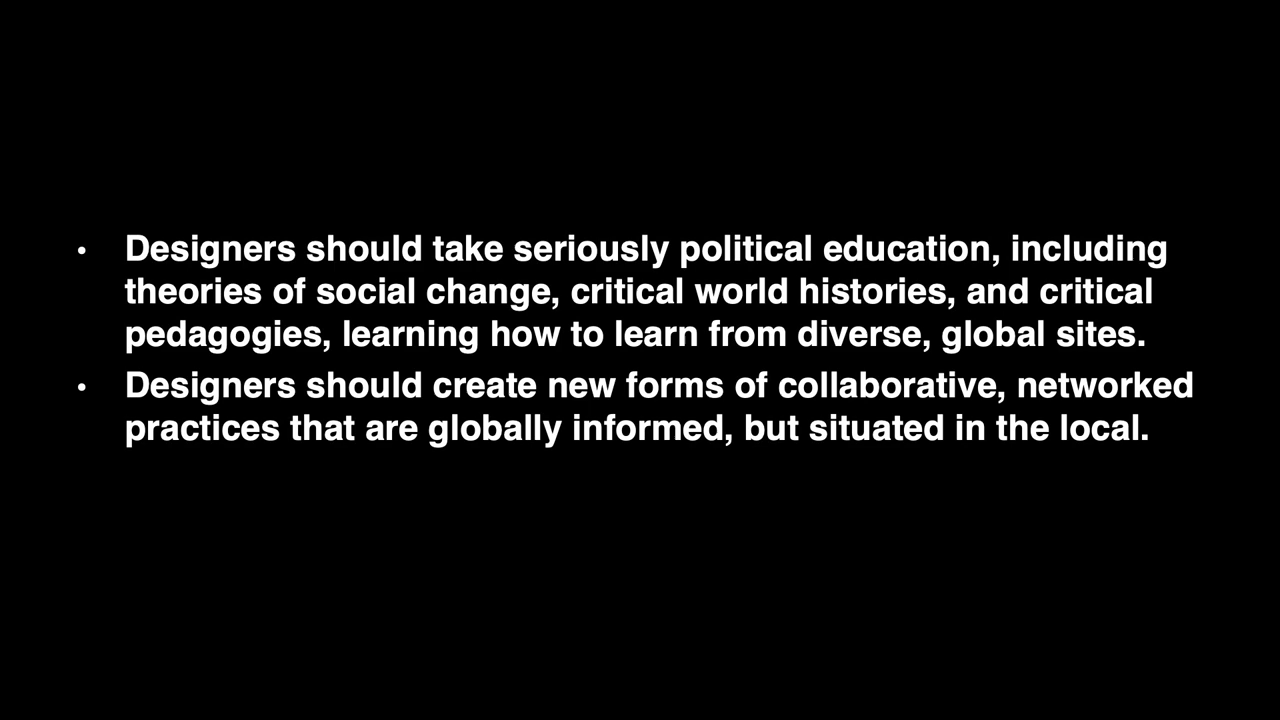 • Designers should take seriously political education, including
theories of social change, critical world histories, and critical
pedagogies, learning how to learn from diverse, global sites.
• Designers should create new forms of collaborative, networked
practices that are globally informed, but situated in the local.